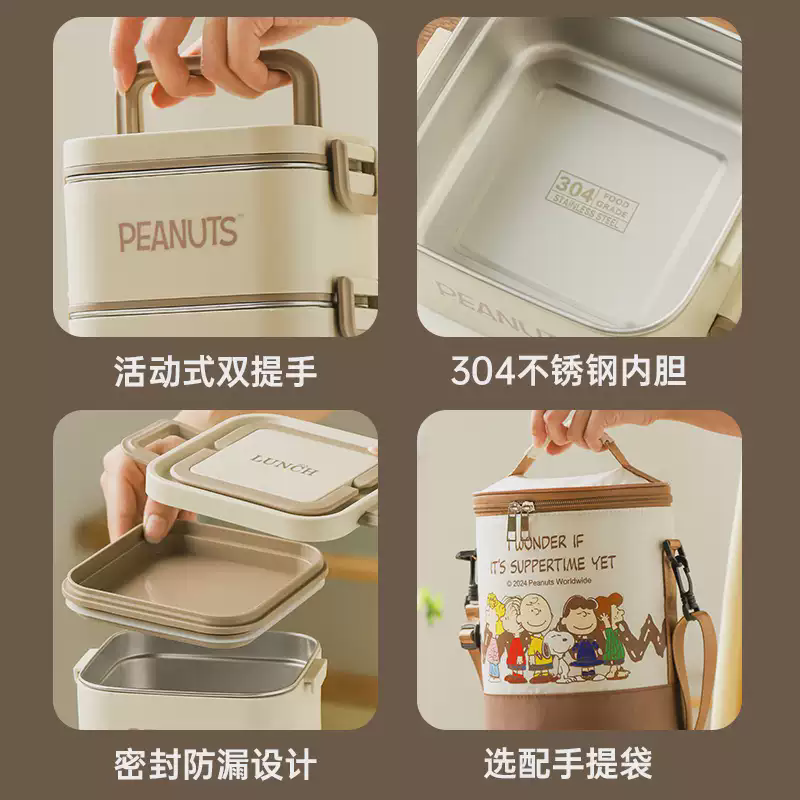 PEANUTS™
活动式双提手
304 FOOD GRADE
STAINLESS STEEL
PEANUTS
304不锈钢内胆
LUNCH
密封防漏设计
I WONDER IF
IT'S SUPPERTIME YET
© 2024 Peanuts Worldwide
选配手提袋